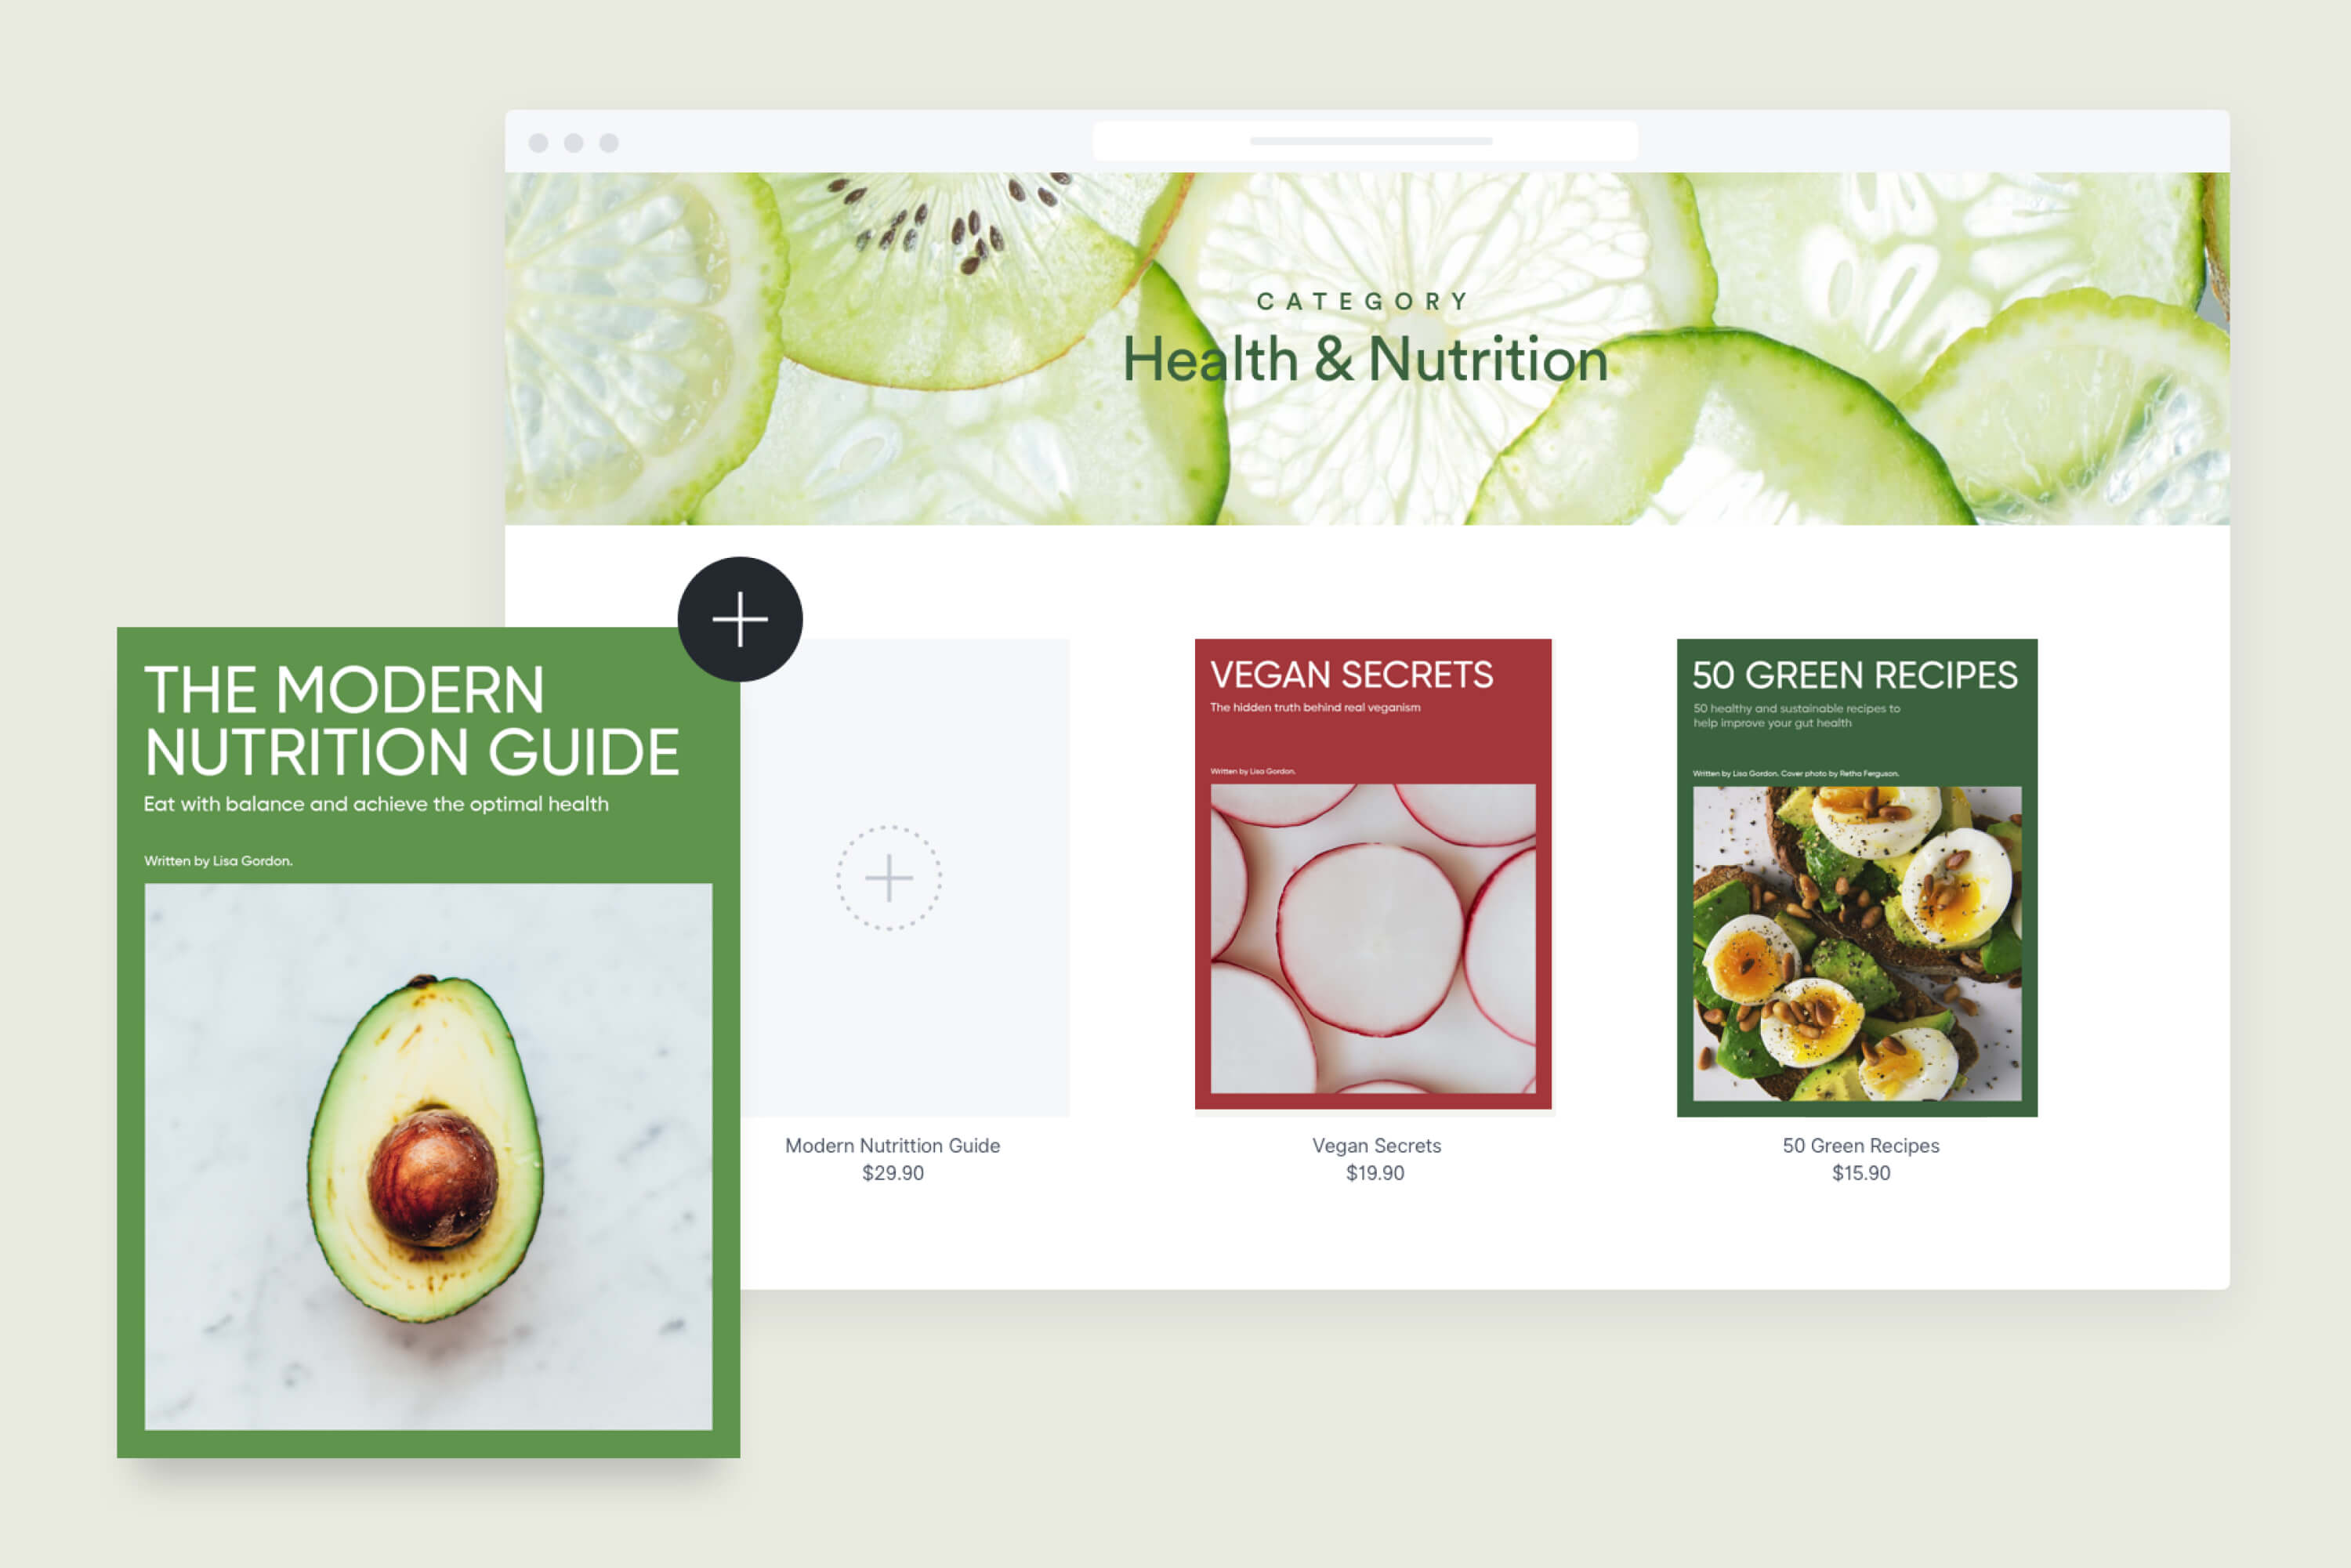 CATEGORY
Health & Nutrition
THE MODERN
NUTRITION GUIDE
Eat with balance and achieve the optimal health
Written by Lisa Gordon.
VEGAN SECRETS
The hidden truth behind real veganism
Written by Lisa Gordon.
50 GREEN RECIPES
50 healthy and sustainable recipes to
help improve your gut health
Written by Lisa Gordon. Cover photo by Retha Ferguson.
Modern Nutrittion Guide
$29.90
Vegan Secrets
$19.90
50 Green Recipes
$15.90